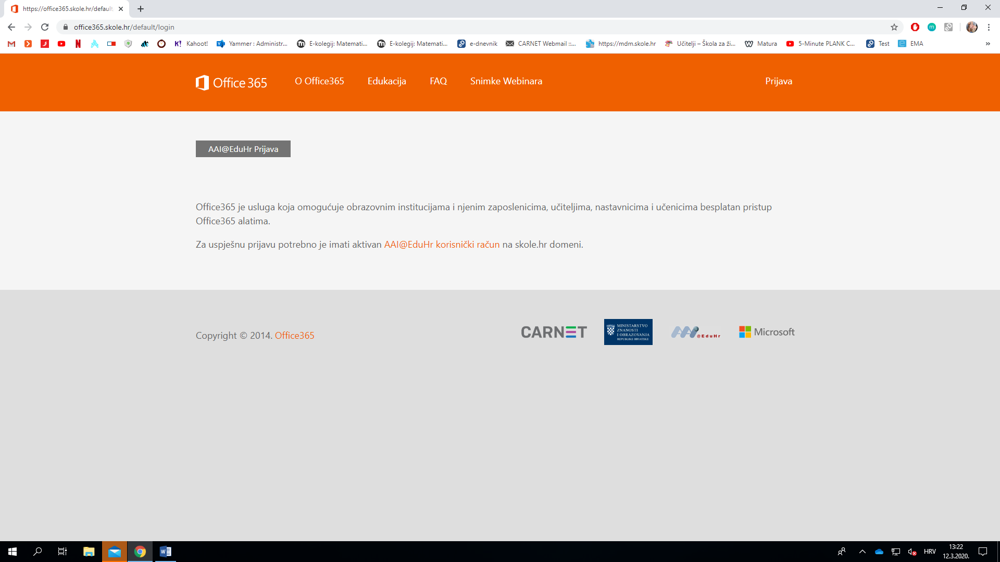 https://office365.skole.hr/default
office365.skole.hr/default/login
Kahoot!
Yammer : Administr...
E-kolegij: Matemati...
E-kolegij: Matemati...
e-dnevnik
CARNET Webmail ::...
https://mdm.skole.hr
Učitelji – Škola za ži...
Matura
5-Minute PLANK C...
Test
EMA
Office 365
O Office365
Edukacija
FAQ
Snimke Webinara
Prijava
AAI@EduHr Prijava
Office365 je usluga koja omogućuje obrazovnim institucijama i njenim zaposlenicima, učiteljima, nastavnicima i učenicima besplatan pristup
Office365 alatima.
Za uspješnu prijavu potrebno je imati aktivan AAI@EduHr korisnički račun na skole.hr domeni.
Copyright © 2014. Office365
CARNET
MINISTARSTVO
ZNANOSTI
I OBRAZOVANJA
REPUBLIKE HRVATSKE
AAI@EduHr
Microsoft
HRV
13:22
12.3.2020.